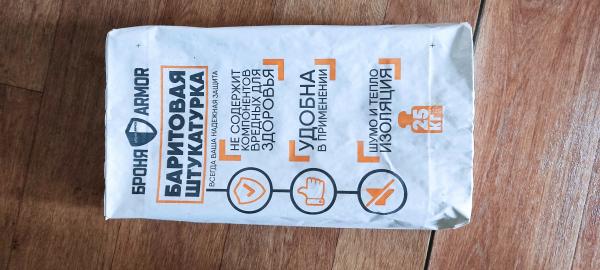 БРОНЯ ARMOR
БАРИТОВАЯ
ШТУКАТУРКА
ВСЕГДА ВАША НАДЕЖНАЯ ЗАЩИТА
НЕ СОДЕРЖИТ
КОМПОНЕНТОВ
ВРЕДНЫХ ДЛЯ
ЗДОРОВЬЯ
УДОБНА
В ПРИМЕНЕНИИ
ШУМО И ТЕПЛО
ИЗОЛЯЦИЯ
25
КГ